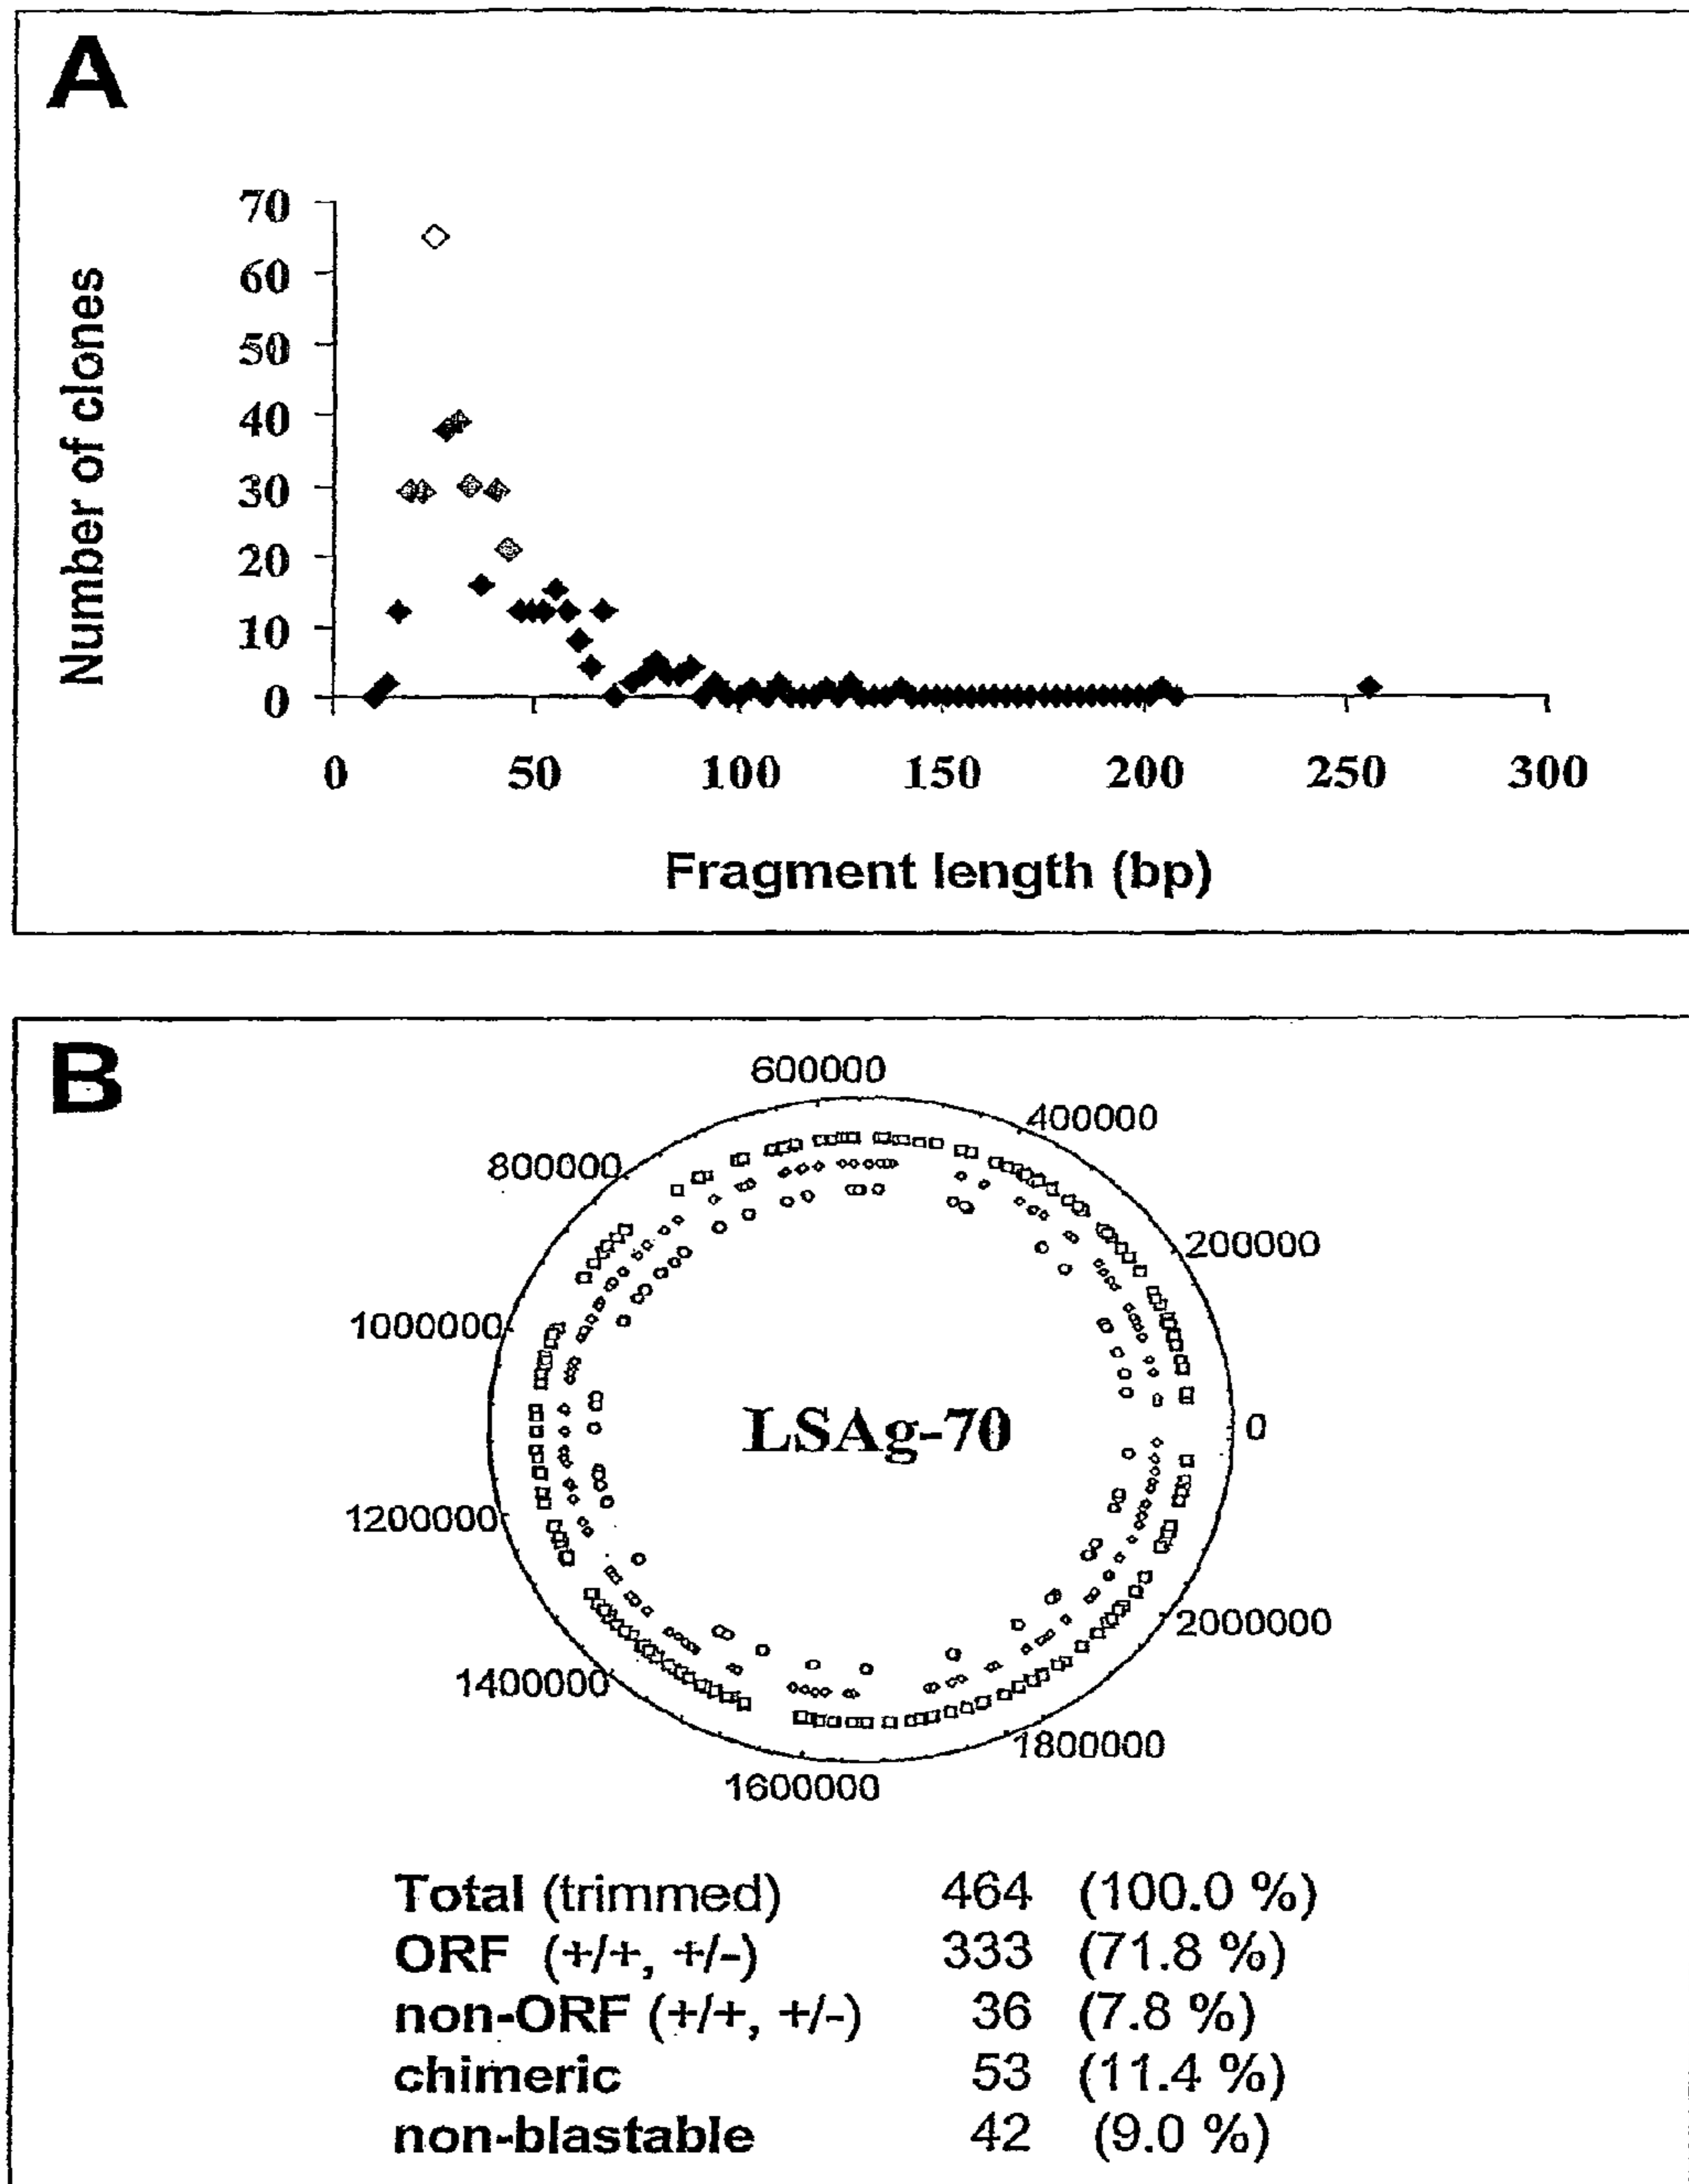 A
Number of clones
70
60
50
40
30
20
10
0
0 50 100 150 200 250 300
Fragment length (bp)
B
600000
400000
800000
200000
1000000
LSAg-70
0
1200000
2000000
1400000
1800000
1600000
Total (trimmed) 464 (100.0 %)
ORF (+/+, +/-) 333 (71.8 %)
non-ORF (+/+, +/-) 36 (7.8 %)
chimeric 53 (11.4 %)
non-blastable 42 (9.0 %)